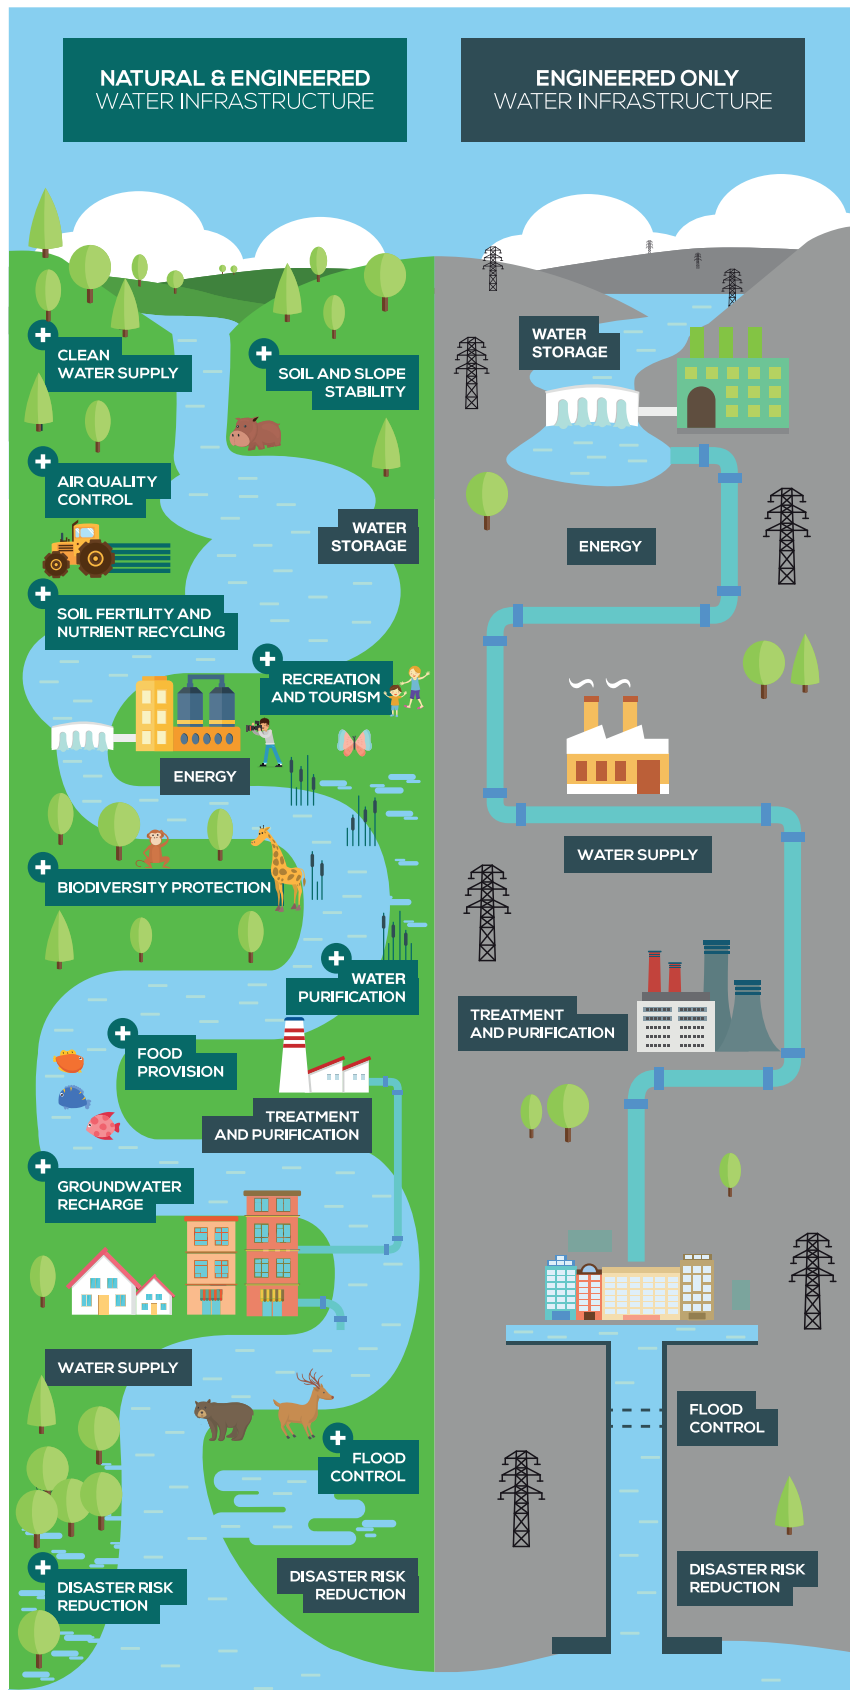 NATURAL & ENGINEERED
WATER INFRASTRUCTURE
CLEAN
WATER SUPPLY
SOIL AND SLOPE
STABILITY
AIR QUALITY
CONTROL
WATER
STORAGE
SOIL FERTILITY AND
NUTRIENT RECYCLING
RECREATION
AND TOURISM
ENERGY
BIODIVERSITY PROTECTION
WATER
PURIFICATION
FOOD
PROVISION
TREATMENT
AND PURIFICATION
GROUNDWATER
RECHARGE
WATER SUPPLY
FLOOD
CONTROL
DISASTER RISK
REDUCTION
DISASTER RISK
REDUCTION
ENGINEERED ONLY
WATER INFRASTRUCTURE
WATER
STORAGE
ENERGY
WATER SUPPLY
TREATMENT
AND PURIFICATION
FLOOD
CONTROL
DISASTER RISK
REDUCTION